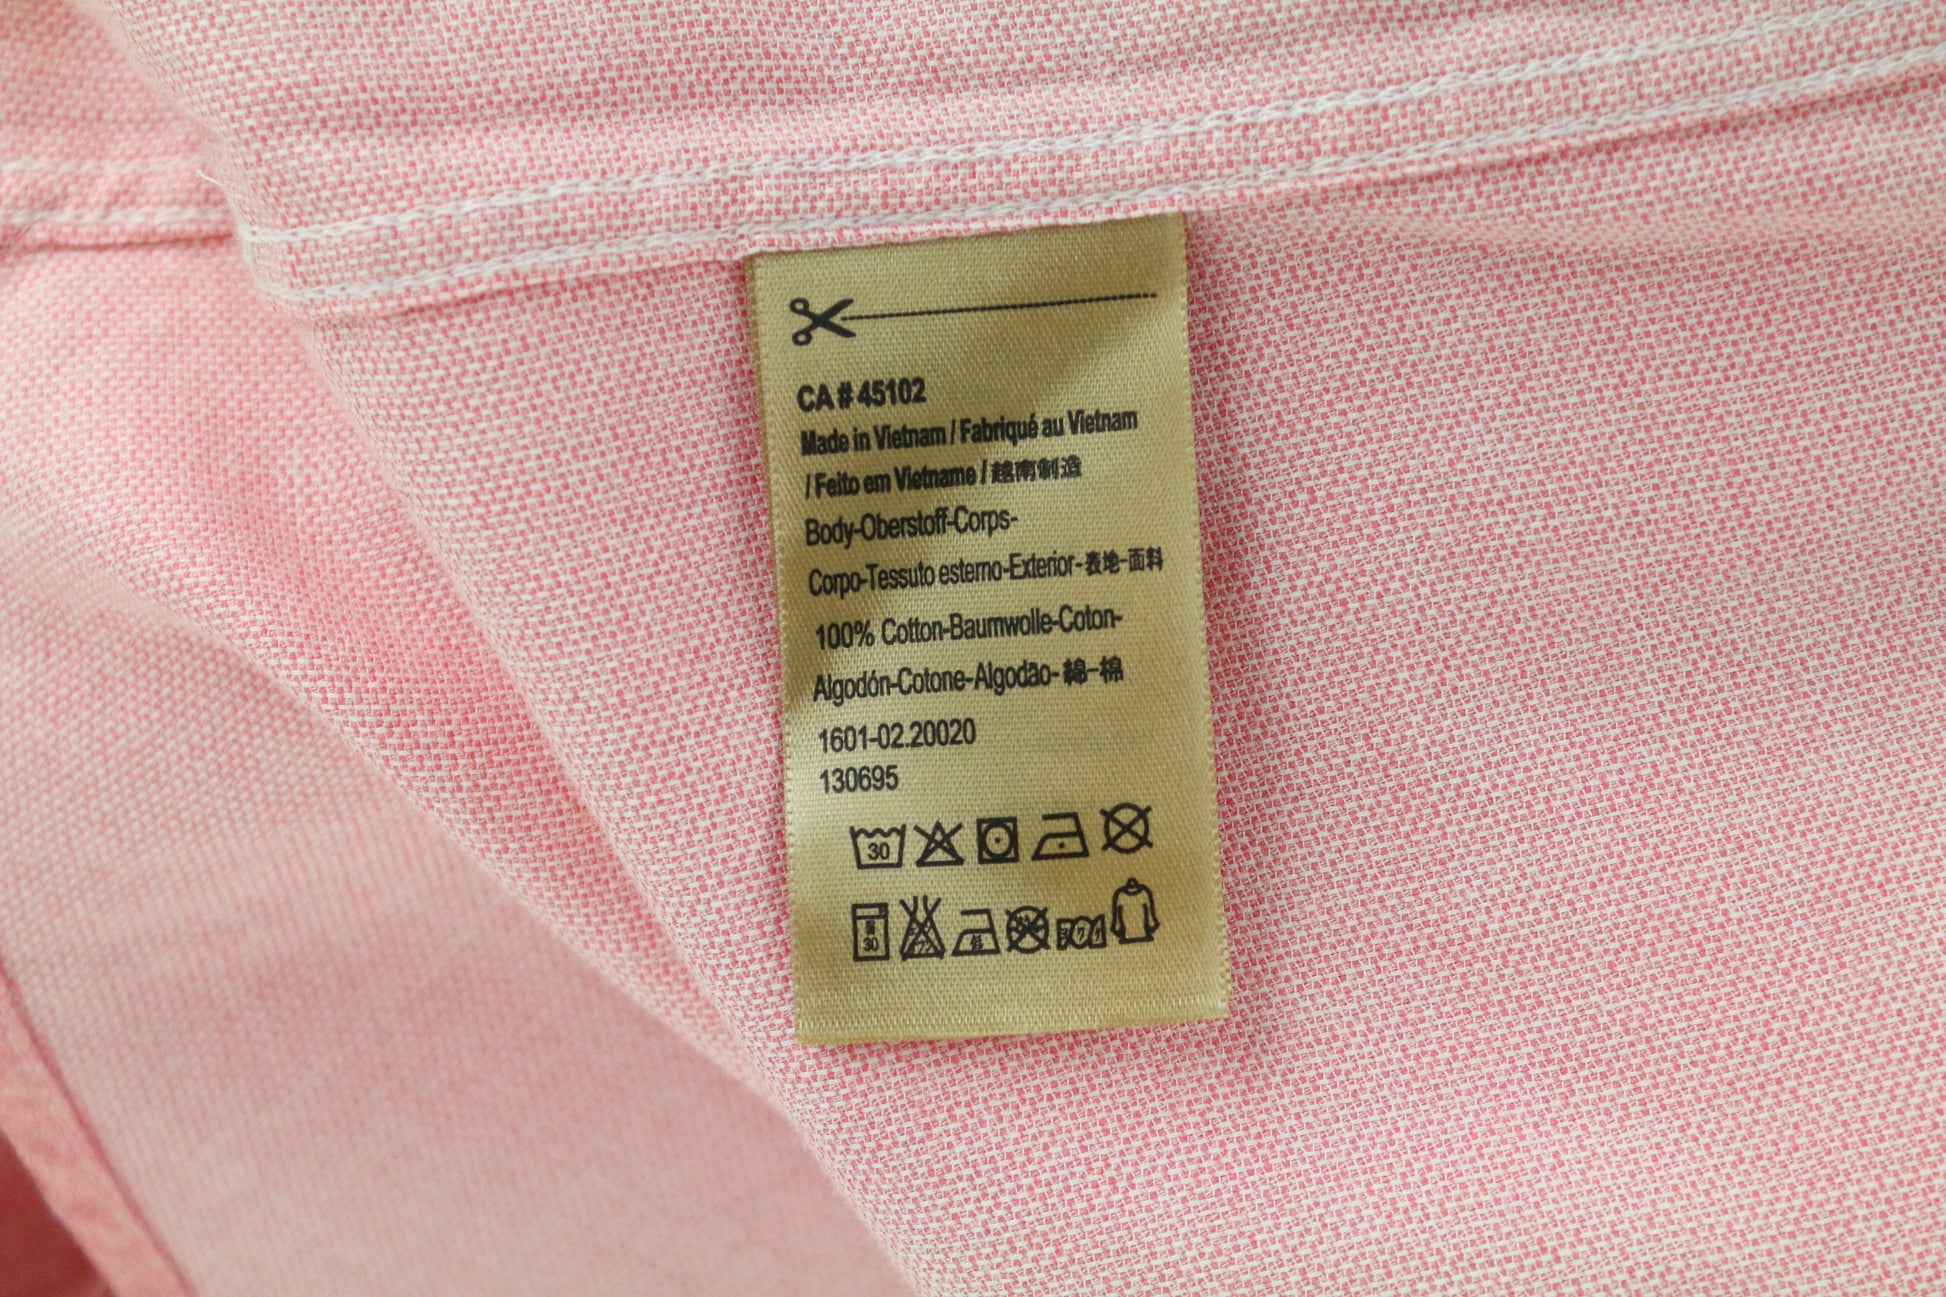 CA # 45102
Made in Vietnam / Fabriqué au Vietnam
/ Feito em Vietname / 越南制造
Body-Oberstoff-Corps-
Corpo-Tessuto esterno-Exterior-表地-面料
100% Cotton-Baumwolle-Coton-
Algodón-Cotone-Algodão-綿-棉
1601-02.20020
130695
30
30 低